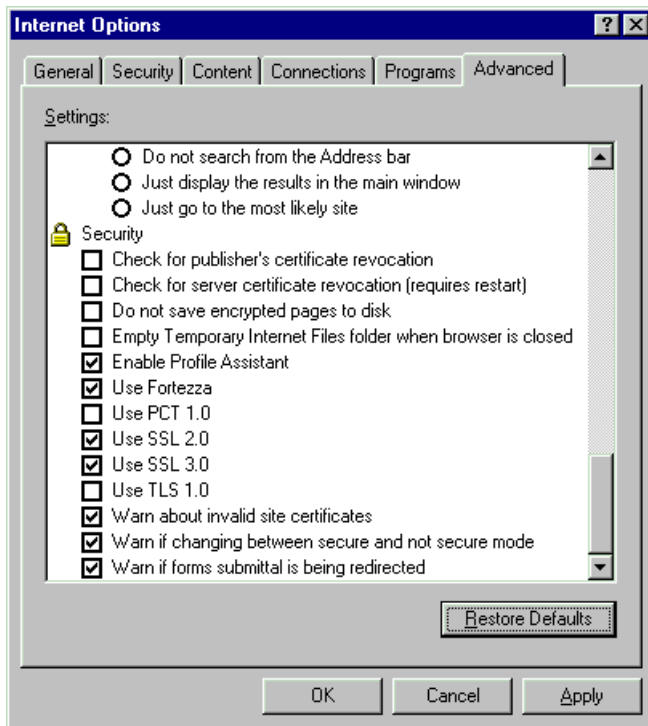 Internet Options
General Security Content Connections Programs Advanced
Settings:
Do not search from the Address bar
Just display the results in the main window
Just go to the most likely site
Security
Check for publisher's certificate revocation
Check for server certificate revocation (requires restart)
Do not save encrypted pages to disk
Empty Temporary Internet Files folder when browser is closed
Enable Profile Assistant
Use Fortezza
Use PCT 1.0
Use SSL 2.0
Use SSL 3.0
Use TLS 1.0
Warn about invalid site certificates
Warn if changing between secure and not secure mode
Warn if forms submittal is being redirected
Restore Defaults
OK Cancel Apply